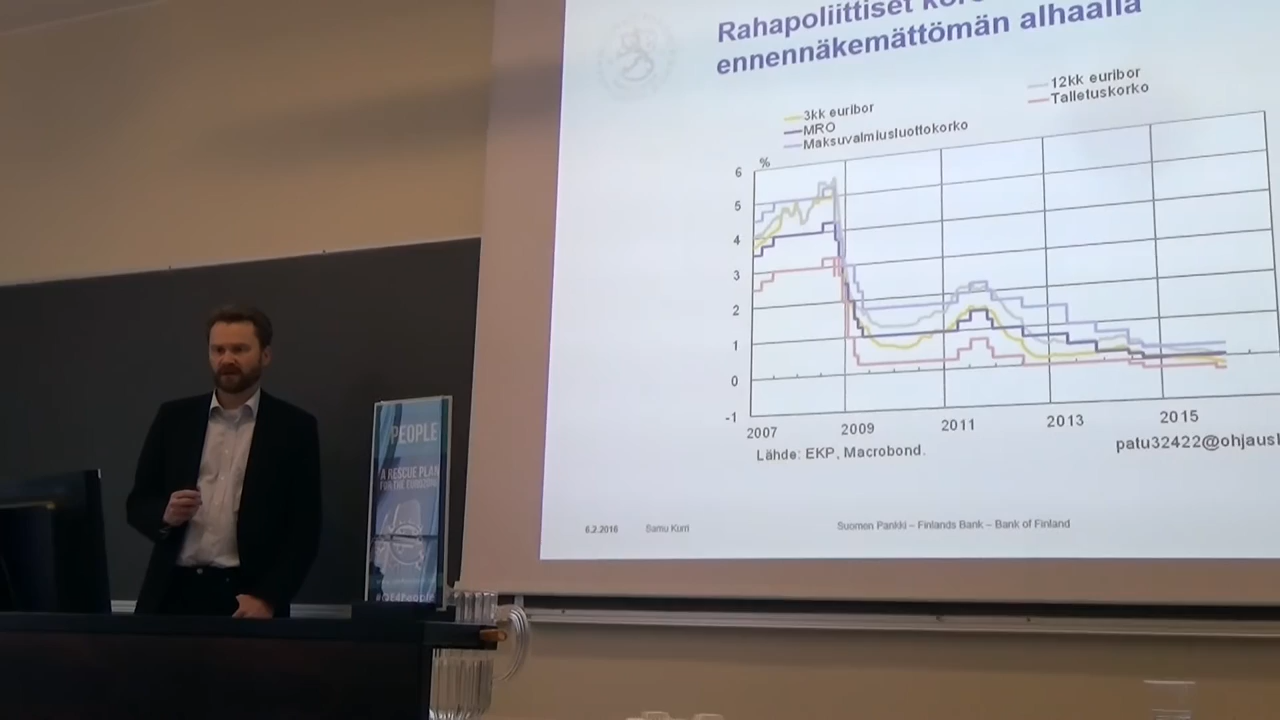 Rahapoliittiset
ennennäkemättömän alhaalla
3kk euribor
MRO
Maksuvalmiusluottokorko
12kk euribor
Talletuskorko
%
6
5
4
3
2
1
0
-1
2007
2009
2011
2013
2015
Lähde: EKP, Macrobond.
patu32422@ohjausl
6.2.2016
Samu Kurri
Suomen Pankki – Finlands Bank – Bank of Finland
PEOPLE
A RESCUE PLAN
FOR THE EUROZONE
#QE4People